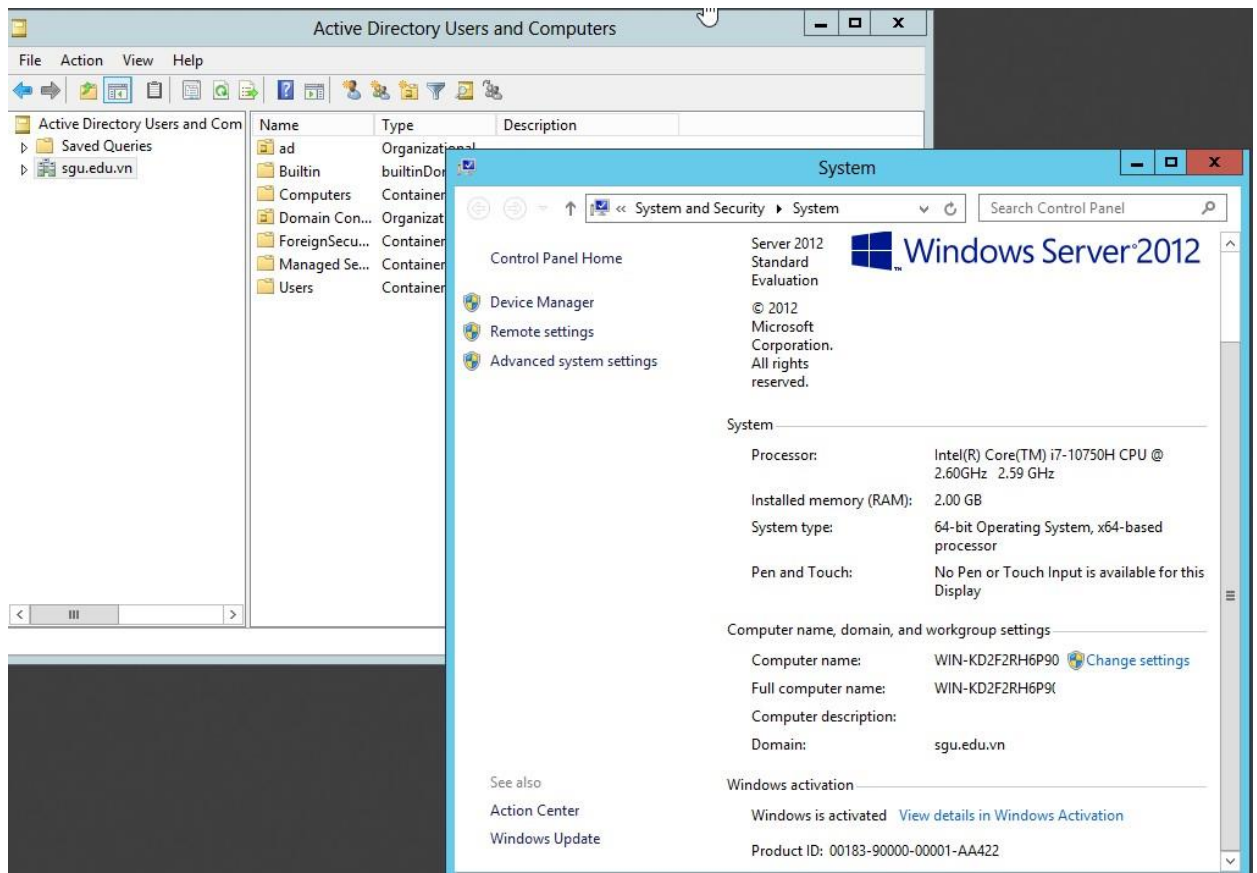 Active Directory Users and Computers
File Action View Help
Active Directory Users and Com
Saved Queries
sgu.edu.vn
Name Type Description
ad Organizational
Builtin builtinDor
Computers Container
Domain Con... Organizat
ForeignSecu... Container
Managed Se... Container
Users Container
System
« System and Security System
Search Control Panel
Control Panel Home
Device Manager
Remote settings
Advanced system settings
See also
Action Center
Windows Update
Server 2012
Standard
Evaluation
© 2012
Microsoft
Corporation.
All rights
reserved.
Windows Server 2012
System
Processor: Intel(R) Core(TM) i7-10750H CPU @
2.60GHz 2.59 GHz
Installed memory (RAM): 2.00 GB
System type: 64-bit Operating System, x64-based
processor
Pen and Touch: No Pen or Touch Input is available for this
Display
Computer name, domain, and workgroup settings
Computer name: WIN-KD2F2RH6P90 Change settings
Full computer name: WIN-KD2F2RH6P90
Computer description:
Domain: sgu.edu.vn
Windows activation
Windows is activated View details in Windows Activation
Product ID: 00183-90000-00001-AA422